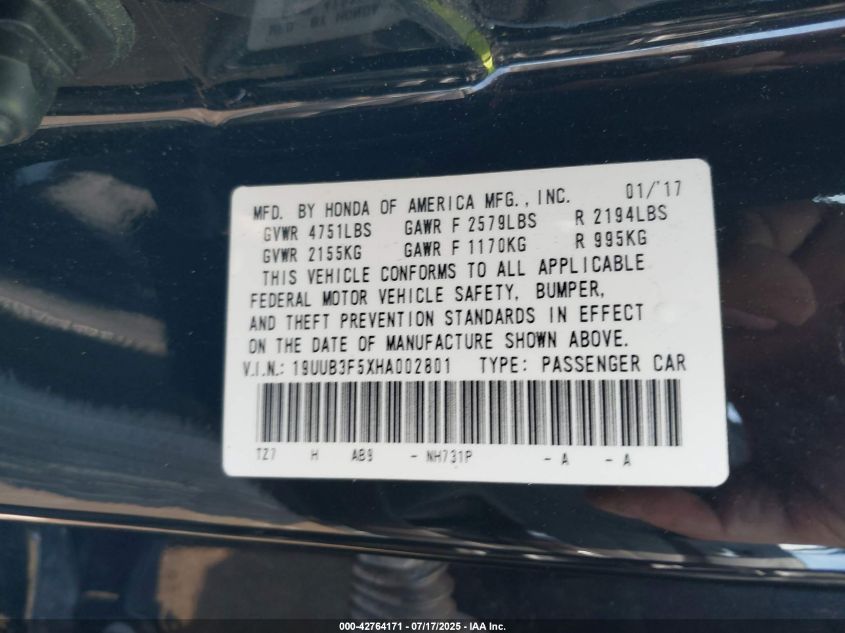 MFD. BY HONDA OF AMERICA MFG., INC. 01/'17
GVWR 4751LBS GAWR F 2579LBS R 2194LBS
GVWR 2155KG GAWR F 1170KG R 995KG
THIS VEHICLE CONFORMS TO ALL APPLICABLE
FEDERAL MOTOR VEHICLE SAFETY, BUMPER,
AND THEFT PREVENTION STANDARDS IN EFFECT
ON THE DATE OF MANUFACTURE SHOWN ABOVE.
V.I.N.: 19UUB3F5XHA002801 TYPE: PASSENGER CAR
TZ7 H AB9 - NH731P - A - A
000-42764171 | 07/17/2025 - IAA Inc.